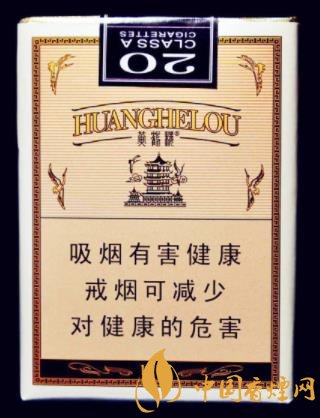 20
CLASS A
CIGARETTES
HUANGHELOU
黄鹤楼®
吸烟有害健康
戒烟可减少
对健康的危害
中国香烟网